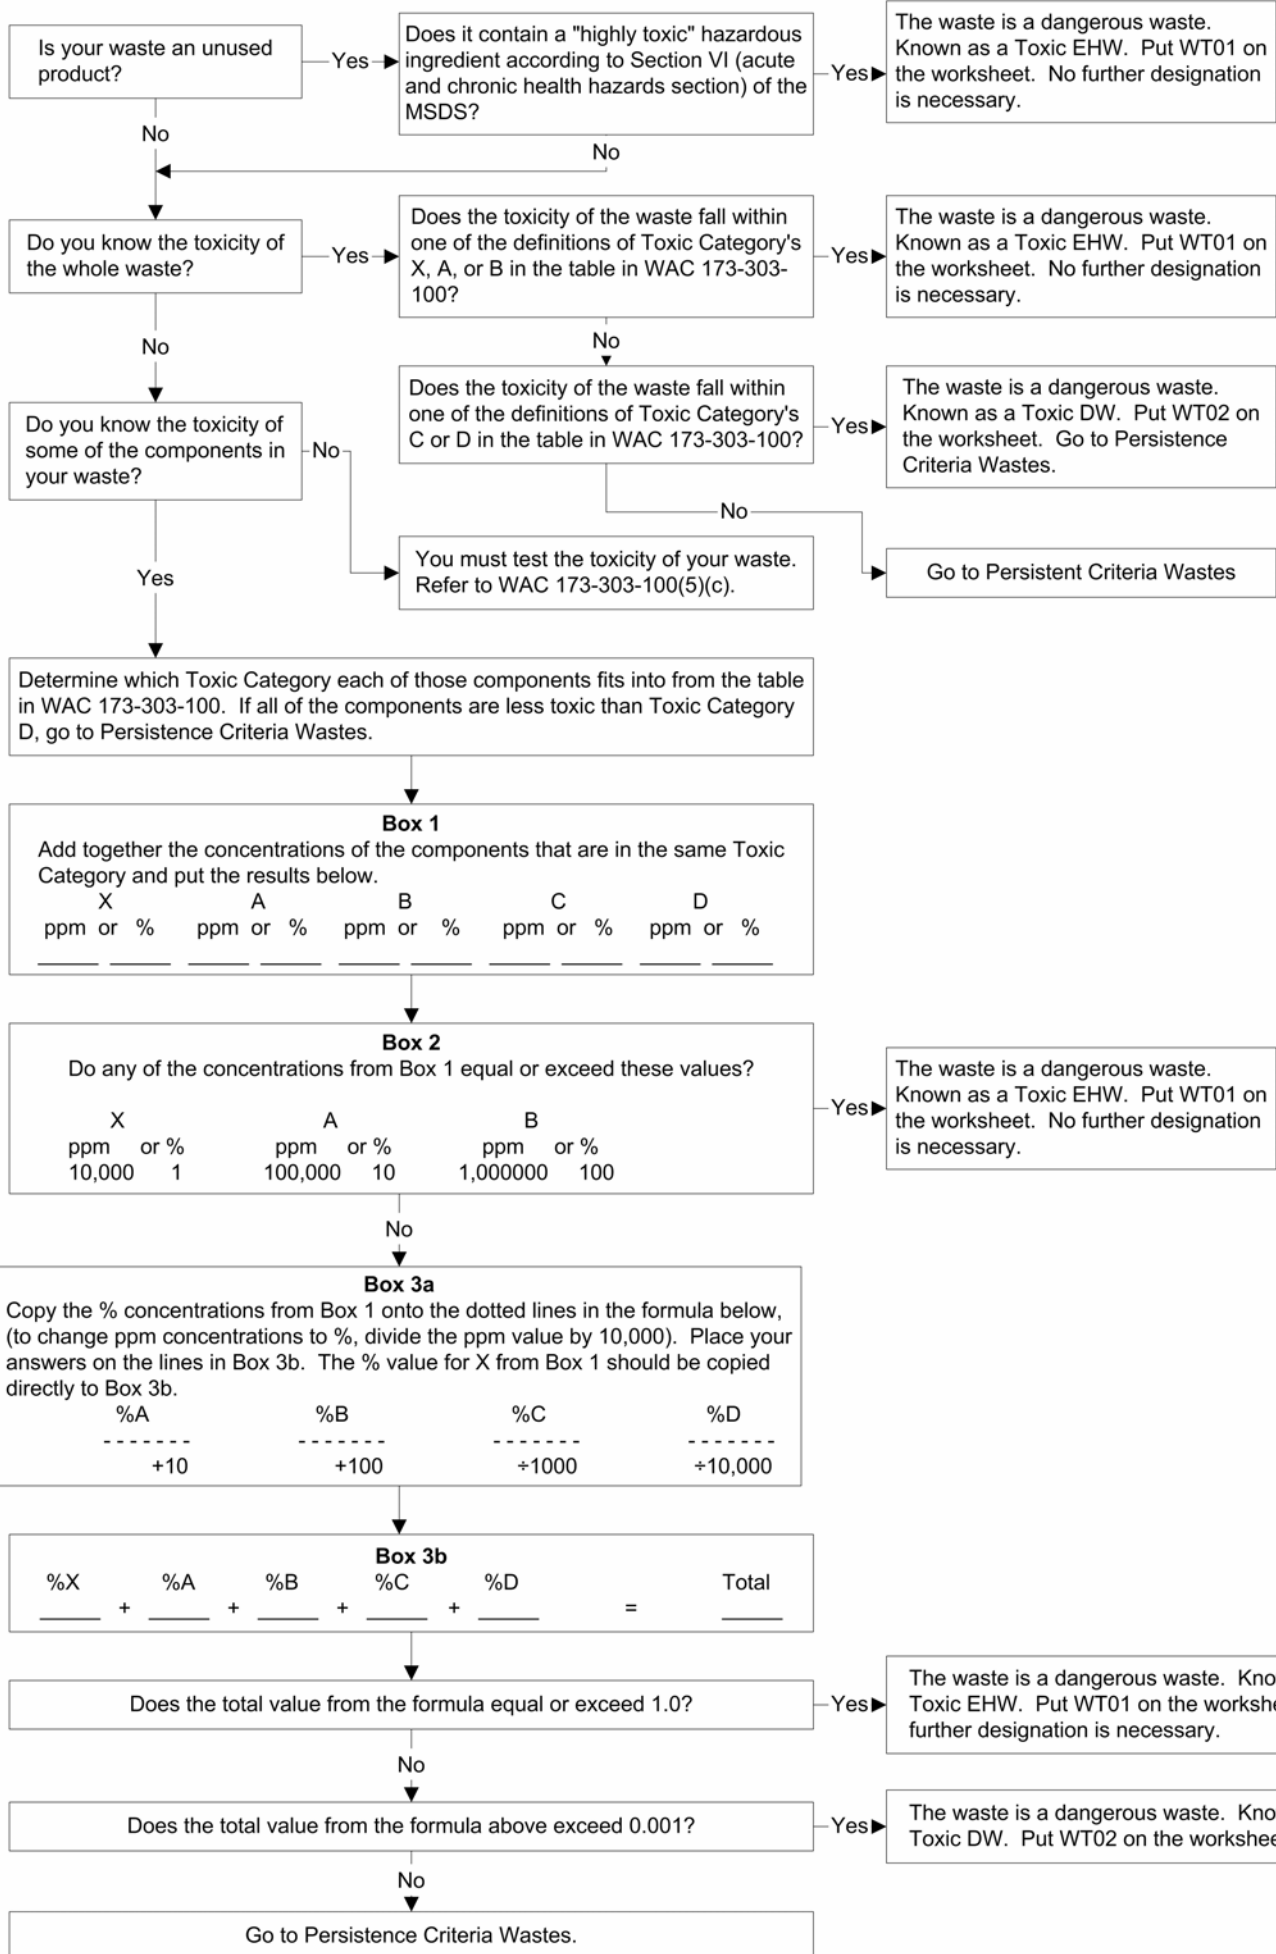 Is your waste an unused
product?
Yes
Does it contain a "highly toxic" hazardous
ingredient according to Section VI (acute
and chronic health hazards section) of the
MSDS?
Yes
The waste is a dangerous waste.
Known as a Toxic EHW. Put WT01 on
the worksheet. No further designation
is necessary.
No
No
Do you know the toxicity of
the whole waste?
Yes
Does the toxicity of the waste fall within
one of the definitions of Toxic Category's
X, A, or B in the table in WAC 173-303-
100?
Yes
The waste is a dangerous waste.
Known as a Toxic EHW. Put WT01 on
the worksheet. No further designation
is necessary.
No
No
Do you know the toxicity of
some of the components in
your waste?
No
Does the toxicity of the waste fall within
one of the definitions of Toxic Category's
C or D in the table in WAC 173-303-100?
Yes
The waste is a dangerous waste.
Known as a Toxic DW. Put WT02 on
the worksheet. Go to Persistence
Criteria Wastes.
No
Yes
You must test the toxicity of your waste.
Refer to WAC 173-303-100(5)(c).
Go to Persistent Criteria Wastes
Determine which Toxic Category each of those components fits into from the table
in WAC 173-303-100. If all of the components are less toxic than Toxic Category
D, go to Persistence Criteria Wastes.
Box 1
Add together the concentrations of the components that are in the same Toxic
Category and put the results below.
X A B C D
ppm or % ppm or % ppm or % ppm or % ppm or %
Box 2
Do any of the concentrations from Box 1 equal or exceed these values?
X A B
ppm or % ppm or % ppm or %
10,000 1 100,000 10 1,000000 100
Yes
The waste is a dangerous waste.
Known as a Toxic EHW. Put WT01 on
the worksheet. No further designation
is necessary.
No
Box 3a
Copy the % concentrations from Box 1 onto the dotted lines in the formula below,
(to change ppm concentrations to %, divide the ppm value by 10,000). Place your
answers on the lines in Box 3b. The % value for X from Box 1 should be copied
directly to Box 3b.
%A %B %C %D
------- ------- ------- -------
+10 +100 ÷1000 ÷10,000
Box 3b
%X %A %B %C %D Total
+ + + + =
Does the total value from the formula equal or exceed 1.0?
Yes
The waste is a dangerous waste. Kno
Toxic EHW. Put WT01 on the workshe
further designation is necessary.
No
Does the total value from the formula above exceed 0.001?
Yes
The waste is a dangerous waste. Kno
Toxic DW. Put WT02 on the workshee
No
Go to Persistence Criteria Wastes.